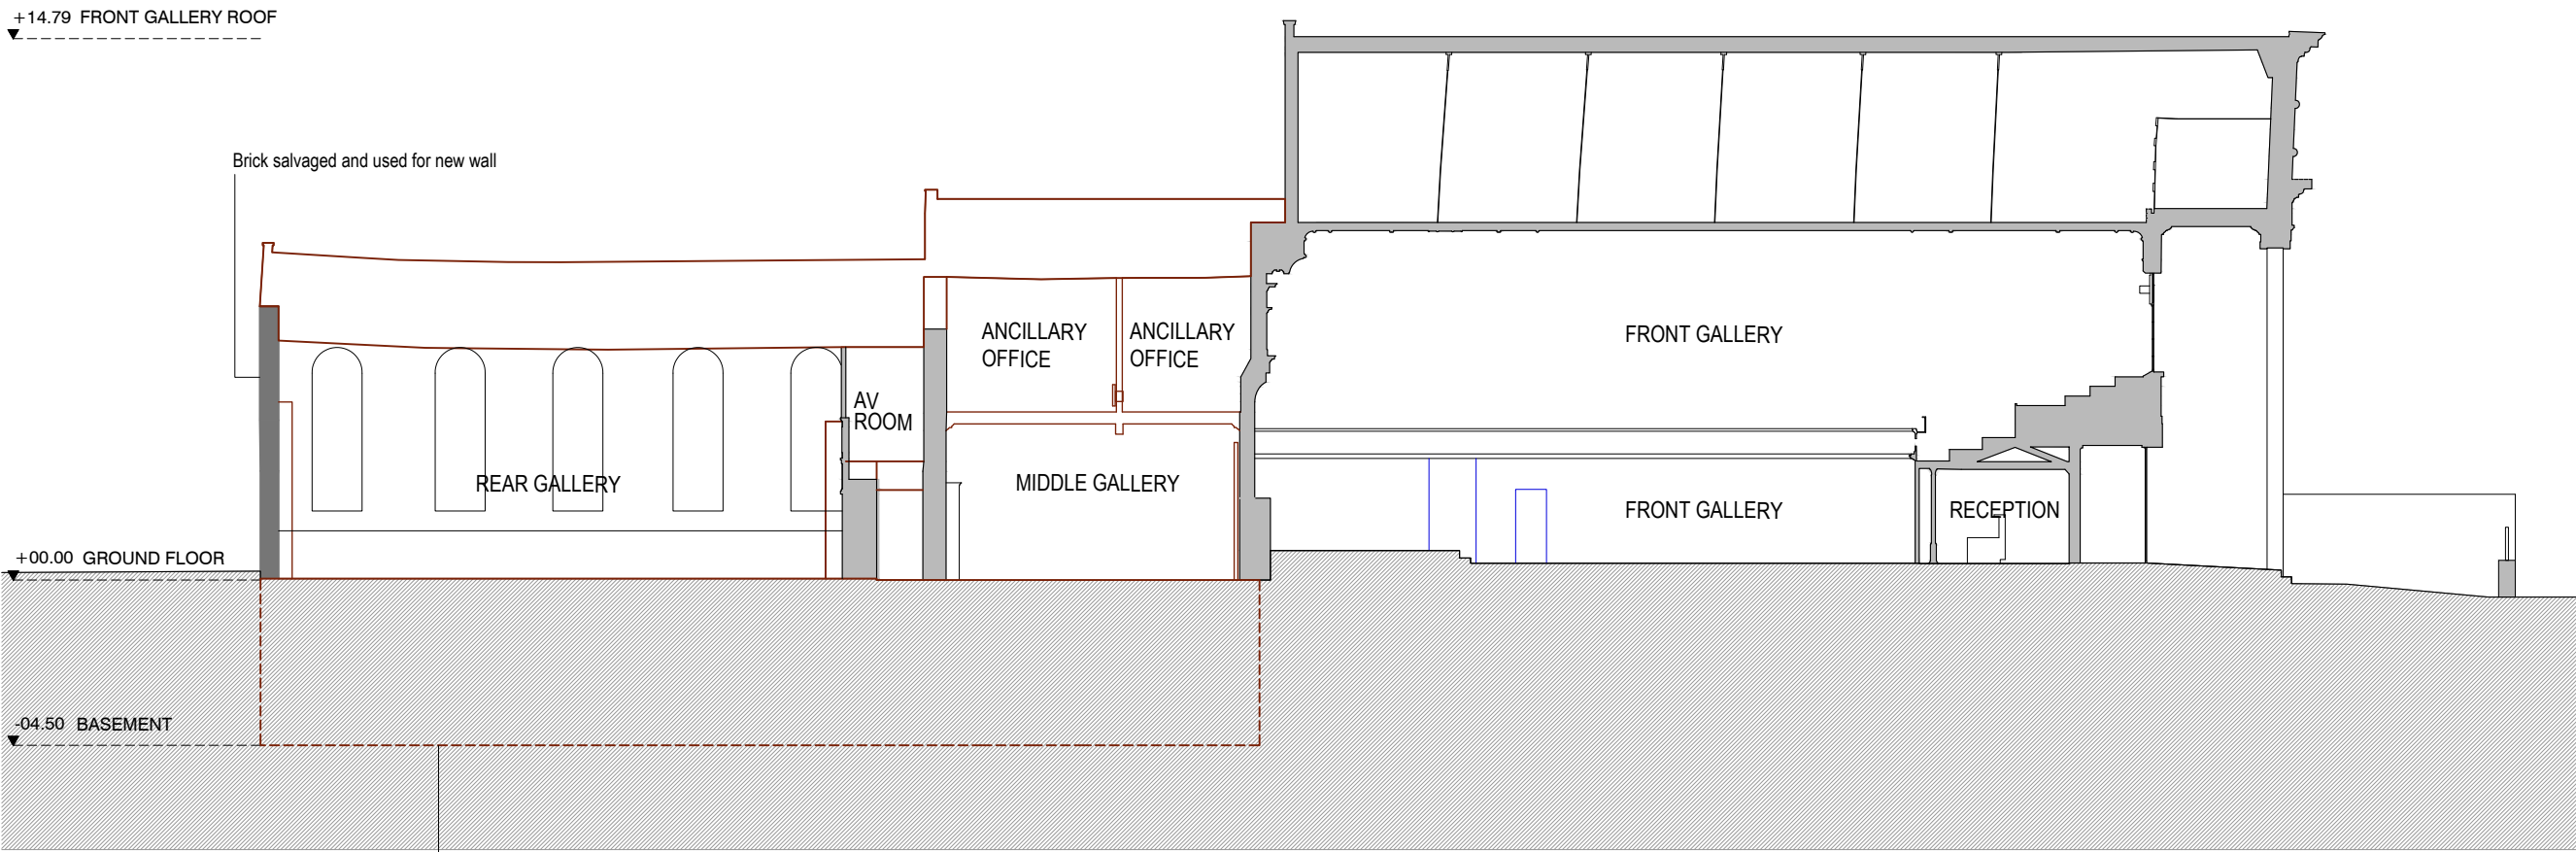 +14.79 FRONT GALLERY ROOF
Brick salvaged and used for new wall
ANCILLARY
OFFICE
ANCILLARY
OFFICE
FRONT GALLERY
AV
ROOM
REAR GALLERY
MIDDLE GALLERY
FRONT GALLERY
RECEPTION
+00.00 GROUND FLOOR
-04.50 BASEMENT